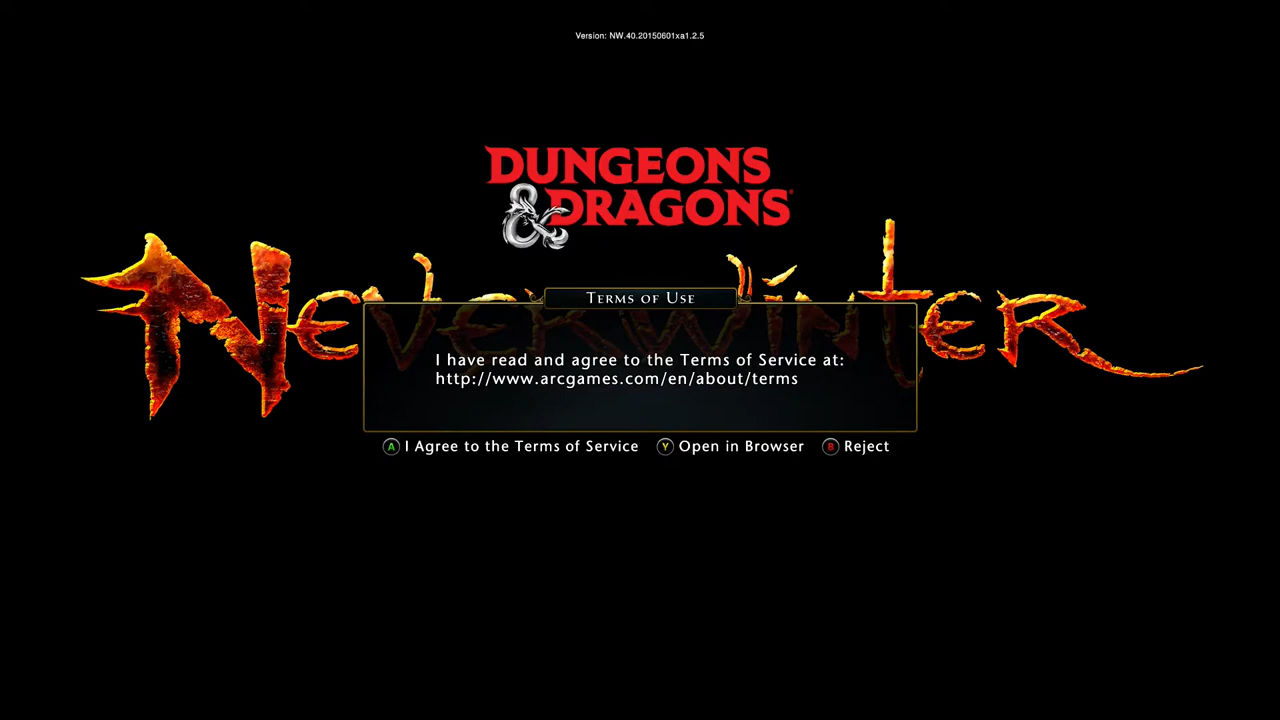 Version: NW.40.20150601xa1.2.5
DUNGEONS
& DRAGONS®
NEVERWINTER
TERMS OF USE
I have read and agree to the Terms of Service at:
http://www.arcgames.com/en/about/terms
A I Agree to the Terms of Service Y Open in Browser B Reject